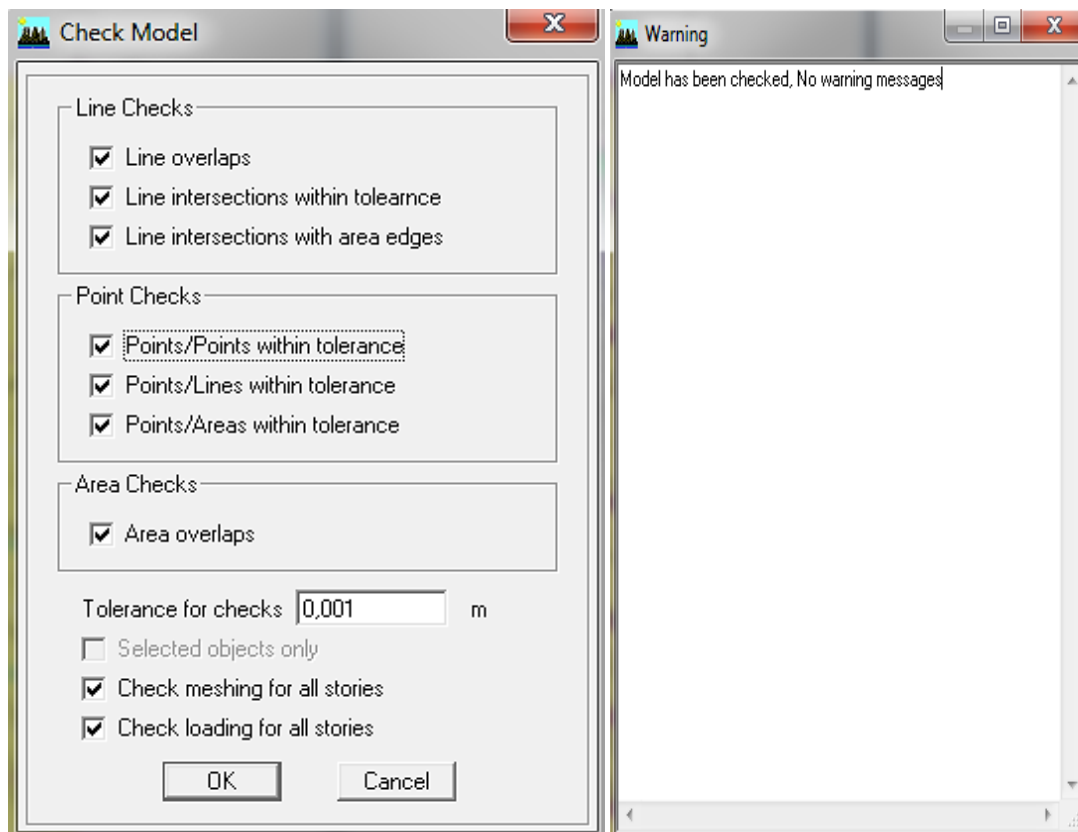 Check Model
Line Checks
Line overlaps
Line intersections within tolearnce
Line intersections with area edges
Point Checks
Points/Points within tolerance
Points/Lines within tolerance
Points/Areas within tolerance
Area Checks
Area overlaps
Tolerance for checks 0,001 m
Selected objects only
Check meshing for all stories
Check loading for all stories
OK Cancel
Warning
Model has been checked, No warning messages